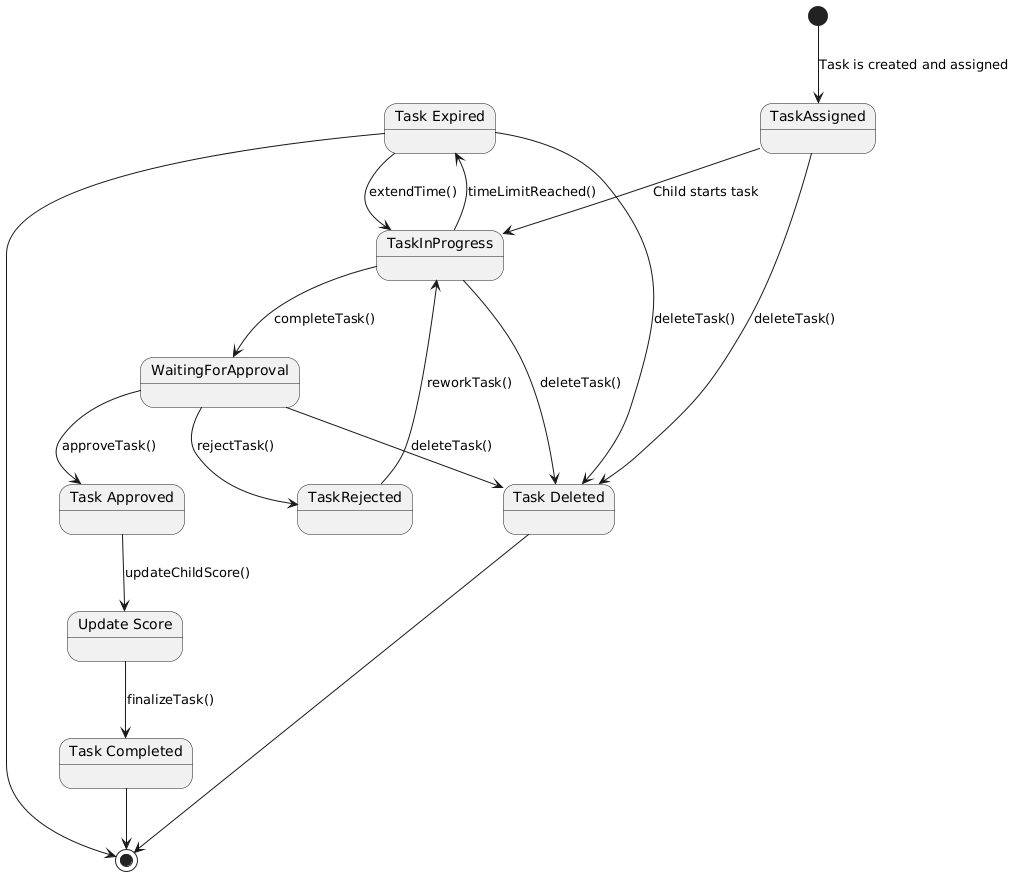 Task is created and assigned
Task Expired
TaskAssigned
extendTime()
timeLimitReached()
Child starts task
TaskInProgress
completeTask()
deleteTask()
deleteTask()
WaitingForApproval
reworkTask()
deleteTask()
approveTask()
rejectTask()
deleteTask()
Task Approved
TaskRejected
Task Deleted
updateChildScore()
Update Score
finalizeTask()
Task Completed